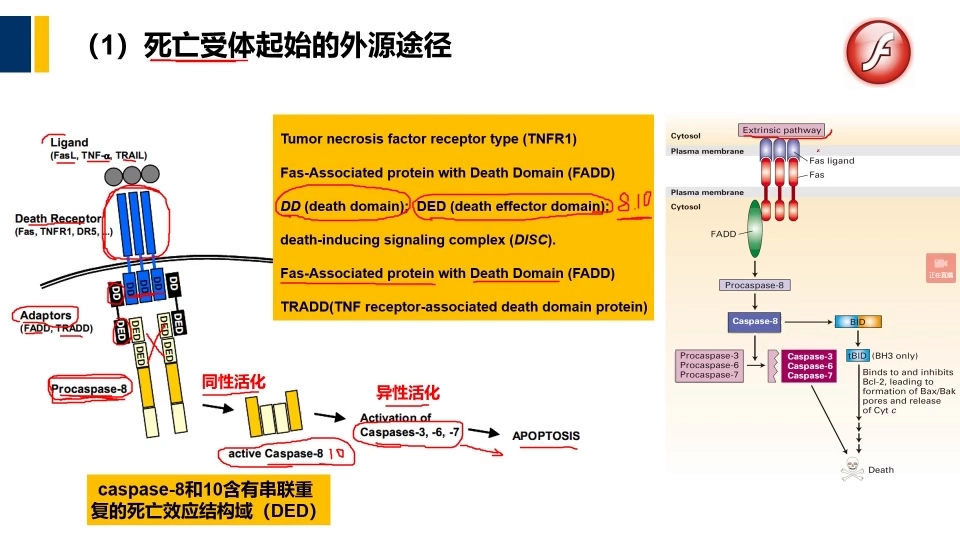 （1）死亡受体起始的外源途径
Ligand
(FasL, TNF-α, TRAIL)
Death Receptor
(Fas, TNFR1, DR5, ...)
DD
DD
DD
DD
DD
Adaptors
(FADD, TRADD)
DED
DED
DED
DED
DED
DED
Procaspase-8
同性活化
active Caspase-8 10
异性活化
Activation of
Caspases-3, -6, -7
APOPTOSIS
caspase-8和10含有串联重
复的死亡效应结构域（DED）
Tumor necrosis factor receptor type (TNFR1)
Fas-Associated protein with Death Domain (FADD)
DD (death domain); DED (death effector domain); 8.10
death-inducing signaling complex (DISC).
Fas-Associated protein with Death Domain (FADD)
TRADD(TNF receptor-associated death domain protein)
Cytosol
Extrinsic pathway
Plasma membrane
Fas ligand
Fas
Plasma membrane
Cytosol
FADD
Procaspase-8
Caspase-8
BID
Procaspase-3
Procaspase-6
Procaspase-7
Caspase-3
Caspase-6
Caspase-7
tBID (BH3 only)
Binds to and inhibits
Bcl-2, leading to
formation of Bax/Bak
pores and release
of Cyt c
Death
正在直播